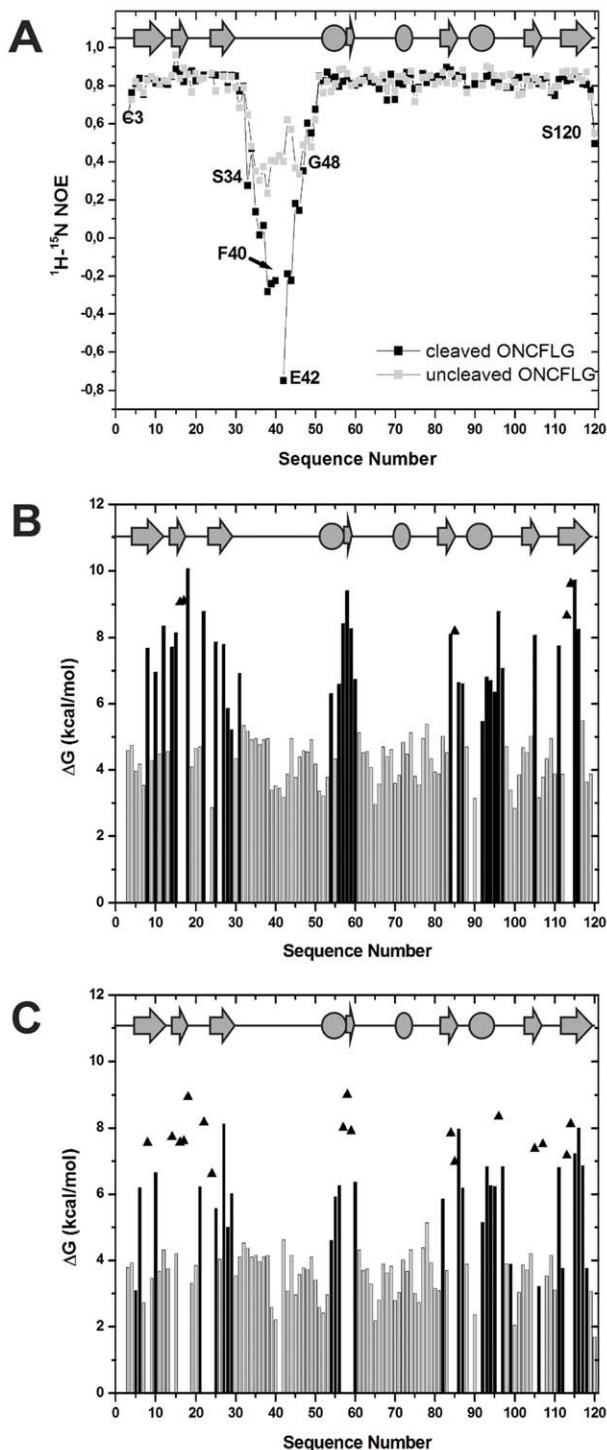 A
1,0
0,8
0,6
0,4
0,2
0,0
-0,2
-0,4
-0,6
-0,8
¹H-¹⁵N NOE
C3
S34
F40
E42
G48
S120
cleaved ONCFLG
uncleaved ONCFLG
0 10 20 30 40 50 60 70 80 90 100 110 120
Sequence Number
B
12
10
8
6
4
2
0
ΔG (kcal/mol)
0 10 20 30 40 50 60 70 80 90 100 110 120
Sequence Number
C
12
10
8
6
4
2
0
ΔG (kcal/mol)
0 10 20 30 40 50 60 70 80 90 100 110 120
Sequence Number